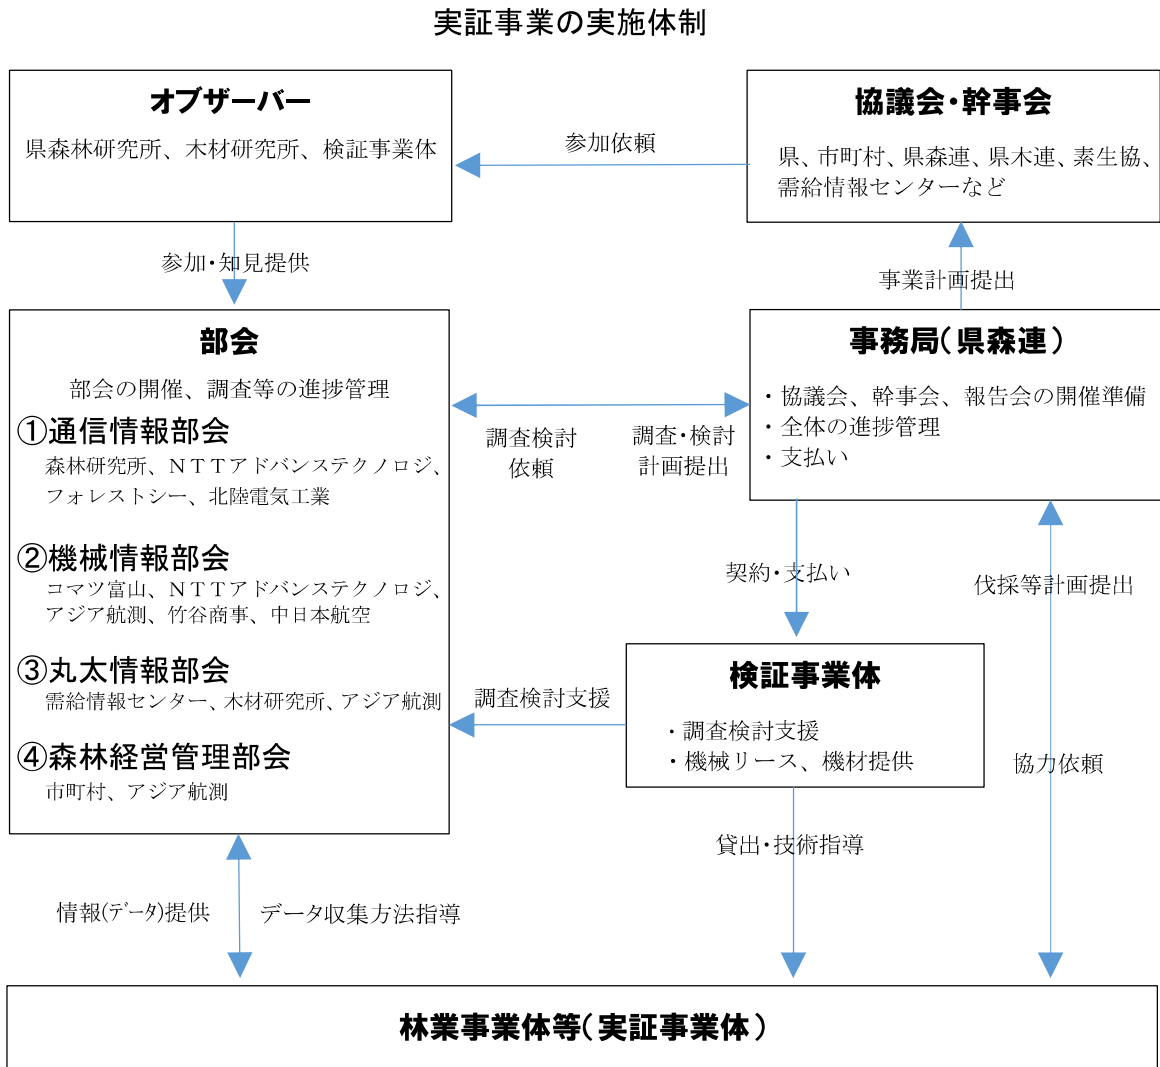 実証事業の実施体制
オブザーバー
県森林研究所、木材研究所、検証事業体
参加依頼
協議会・幹事会
県、市町村、県森連、県木連、素生協、
需給情報センターなど
参加・知見提供
事業計画提出
部会
部会の開催、調査等の進捗管理
①通信情報部会
森林研究所、NTTアドバンステクノロジ、
フォレストシー、北陸電気工業
②機械情報部会
コマツ富山、NTTアドバンステクノロジ、
アジア航測、竹谷商事、中日本航空
③丸太情報部会
需給情報センター、木材研究所、アジア航測
④森林経営管理部会
市町村、アジア航測
調査検討
依頼
調査・検討
計画提出
事務局(県森連)
・協議会、幹事会、報告会の開催準備
・全体の進捗管理
・支払い
契約・支払い
伐採等計画提出
検証事業体
・調査検討支援
・機械リース、機材提供
調査検討支援
協力依頼
貸出・技術指導
情報(データ)提供
データ収集方法指導
林業事業体等(実証事業体)